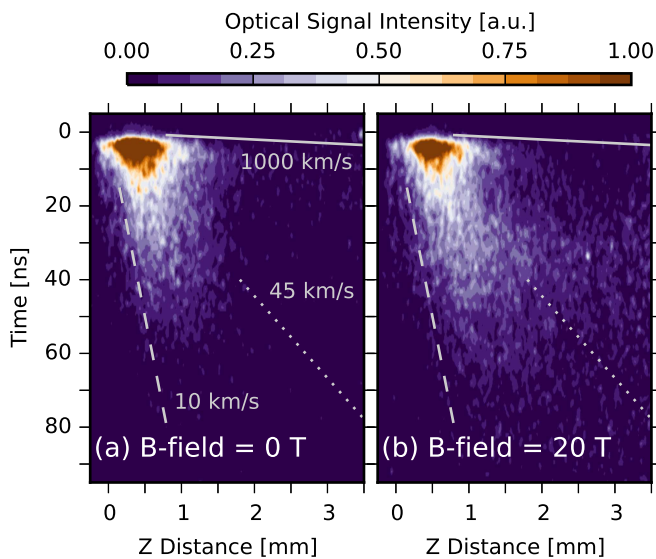 Optical Signal Intensity [a.u.]
0.00 0.25 0.50 0.75 1.00
Time [ns]
0
20
40
60
80
1000 km/s
45 km/s
10 km/s
(a) B-field = 0 T
(b) B-field = 20 T
0 1 2 3
0 1 2 3
Z Distance [mm]
Z Distance [mm]